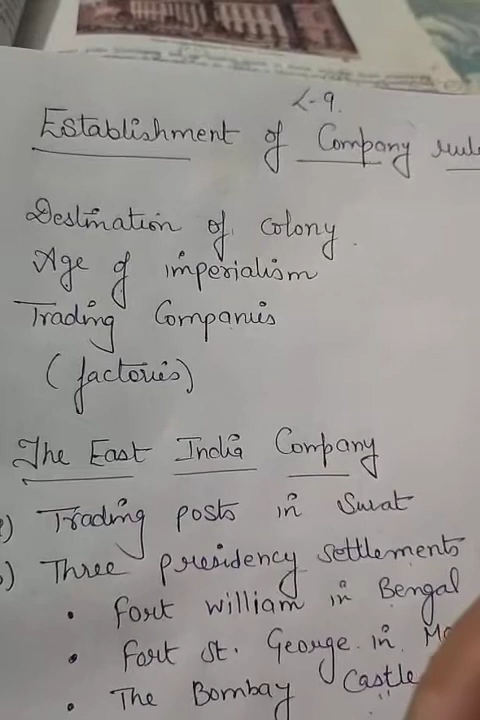 L-9.
Establishment of Company rule
Destination of colony.
Age of imperialism
Trading Companies
(factories)
The East India Company
Trading posts in Surat
Three presidency settlements
• Fort william in Bengal
• Fort St. George in
• The Bombay Castle